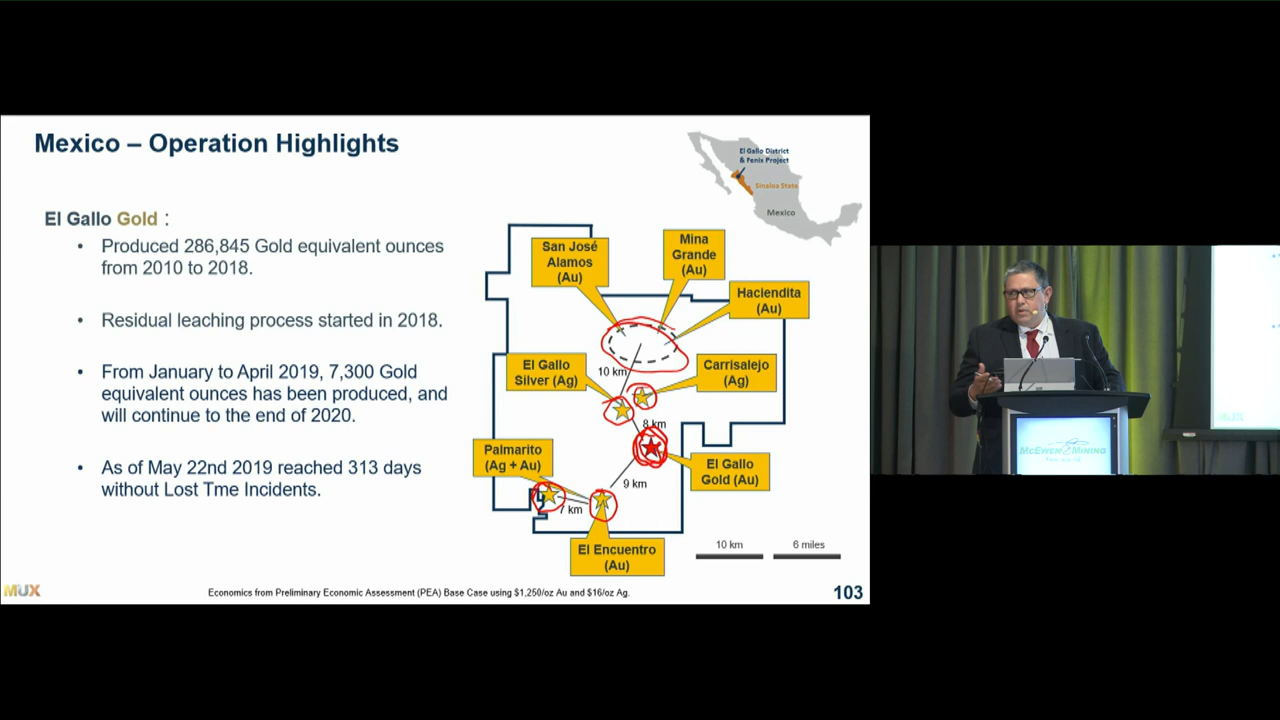 Mexico – Operation Highlights
El Gallo District
& Fenix Project
Sinaloa State
Mexico
El Gallo Gold :
• Produced 286,845 Gold equivalent ounces
from 2010 to 2018.
• Residual leaching process started in 2018.
• From January to April 2019, 7,300 Gold
equivalent ounces has been produced, and
will continue to the end of 2020.
• As of May 22nd 2019 reached 313 days
without Lost Tme Incidents.
San José
Alamos
(Au)
Mina
Grande
(Au)
Haciendita
(Au)
10 km
El Gallo
Silver (Ag)
Carrisalejo
(Ag)
8 km
Palmarito
(Ag + Au)
El Gallo
Gold (Au)
9 km
7 km
El Encuentro
(Au)
10 km
6 miles
MUX
Economics from Preliminary Economic Assessment (PEA) Base Case using $1,250/oz Au and $16/oz Ag.
103
McEWEN MINING
MUX